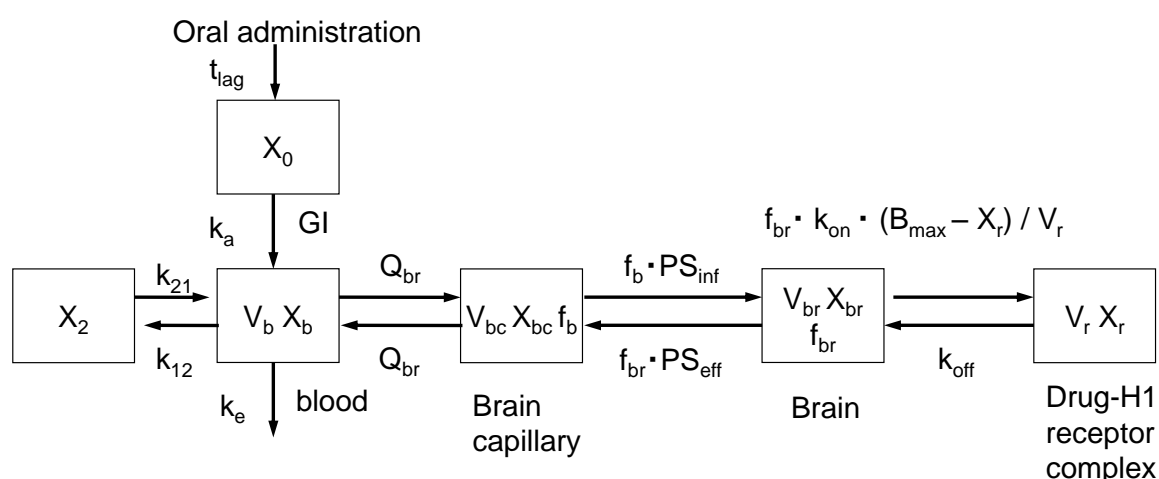 Oral administration
t_lag
X_0
k_a GI
f_br・k_on・(B_max – X_r) / V_r
k_21 Q_br f_b・PS_inf
X_2 V_b X_b V_bc X_bc f_b V_br X_br V_r X_r
f_br
k_12 Q_br f_br・PS_eff k_off
k_e blood Brain Brain Drug-H1
capillary receptor
complex